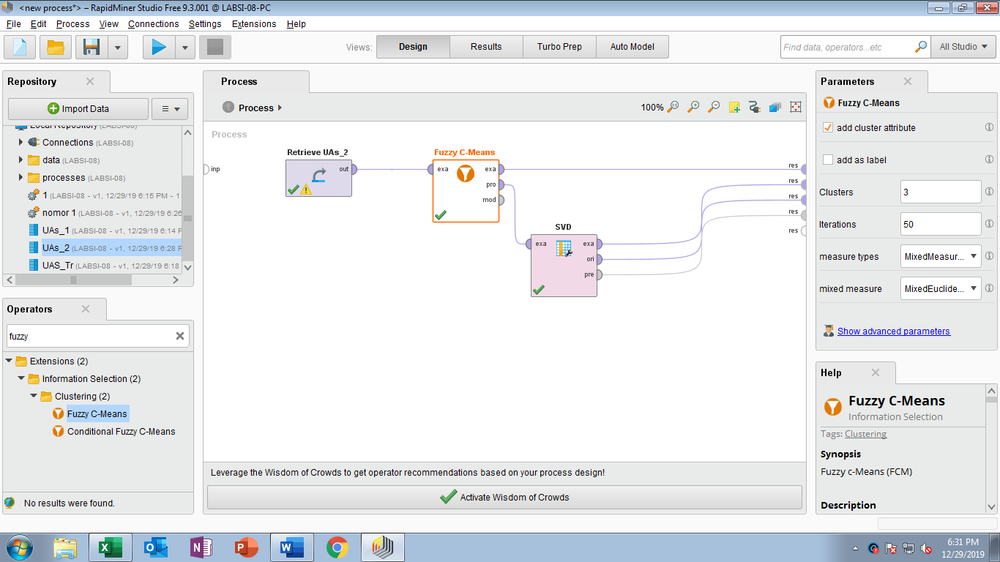 <new process*> – RapidMiner Studio Free 9.3.001 @ LABSI-08-PC
File Edit Process View Connections Settings Extensions Help
Views: Design Results Turbo Prep Auto Model
Find data, operators...etc
All Studio
Repository
Import Data
Local Repository (LABSI-08)
Connections (LABSI-08)
data (LABSI-08)
processes (LABSI-08)
1 (LABSI-08 - v1, 12/29/19 6:15 PM - 1
nomor 1 (LABSI-08 - v1, 12/29/19 6:26
UAs_1 (LABSI-08 - v1, 12/29/19 6:14 P
UAs_2 (LABSI-08 - v1, 12/29/19 6:28 P
UAS_Tr (LABSI-08 - v1, 12/29/19 6:18
Operators
fuzzy
Extensions (2)
Information Selection (2)
Clustering (2)
Fuzzy C-Means
Conditional Fuzzy C-Means
No results were found.
Process
Process
100%
Process
inp
Retrieve UAs_2
out
Fuzzy C-Means
exa exa
pro
mod
SVD
exa exa
ori
pre
res
res
res
res
res
Leverage the Wisdom of Crowds to get operator recommendations based on your process design!
Activate Wisdom of Crowds
Parameters
Fuzzy C-Means
add cluster attribute
add as label
Clusters 3
Iterations 50
measure types MixedMeasur...
mixed measure MixedEuclide...
Show advanced parameters
Help
Fuzzy C-Means
Information Selection
Tags: Clustering
Synopsis
Fuzzy c-Means (FCM)
Description
6:31 PM
12/29/2019